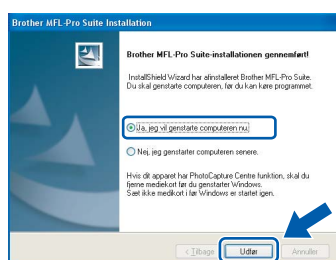 Brother MFL-Pro Suite Installation
Brother MFL-Pro Suite-installationen gennemført!
InstallShield Wizard har afinstalleret Brother MFL-Pro Suite.
Du skal genstarte computeren, før du kan køre programmet.
Ja, jeg vil genstarte computeren nu.
Nej, jeg genstarter computeren senere.
Hvis dit apparat har PhotoCapture Centre funktion, skal du
fjerne mediekort før du genstarter Windows.
Sæt ikke medikort i før Windows er startet igen.
< Tilbage
Udfør
Annuller